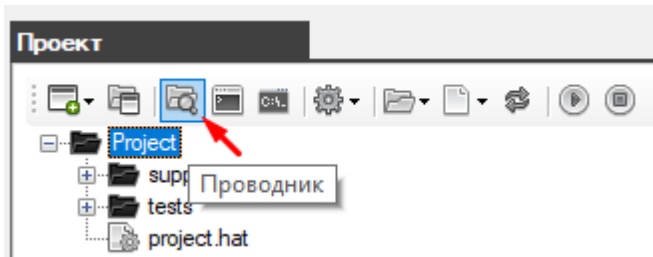 Проект
C:\.
Project
supp
Проводник
tests
project.hat